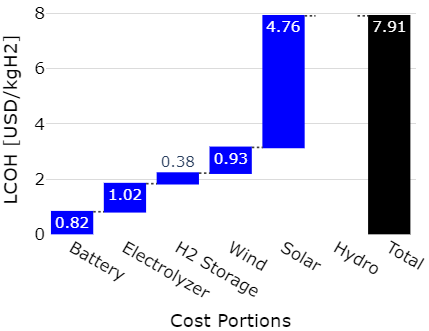 8
4.76
7.91
6
LCOH [USD/kgH2]
4
0.38
0.93
2
1.02
0.82
0
Battery
Electrolyzer
H2 Storage
Wind
Solar
Hydro
Total
Cost Portions